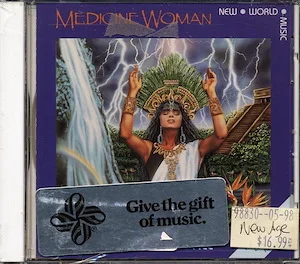 MEDICINE WOMAN
NEW • WORLD • MUSIC
Give the gift
of music.
98830--05-98
New Age
$16.99